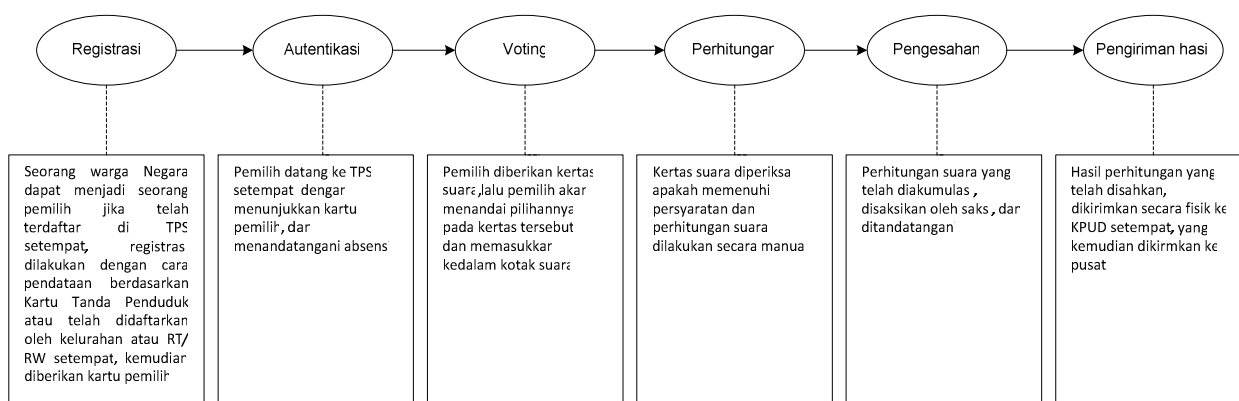 Registrasi
Autentikasi
Voting
Perhitungar
Pengesahan
Pengiriman hasi
Seorang warga Negara
dapat menjadi seorang
pemilih jika telah
terdaftar di TPS
setempat, registras
dilakukan dengan cara
pendataan berdasarkan
Kartu Tanda Penduduk
atau telah didaftarkan
oleh kelurahan atau RT/
RW setempat, kemudian
diberikan kartu pemilih
Pemilih datang ke TPS
setempat dengan
menunjukkan kartu
pemilih, dar
menandatangani absens
Pemilih diberikan kertas
suara,lalu pemilih akar
menandai pilihannya
pada kertas tersebut
dan memasukkar
kedalam kotak suara
Kertas suara diperiksa
apakah memenuhi
persyaratan dan
perhitungan suara
dilakukan secara manua
Perhitungan suara yang
telah diakumulas ,
disaksikan oleh saks , dar
ditandatangan
Hasil perhitungan yang
telah disahkan,
dikirimkan secara fisik ke
KPUD setempat, yang
kemudian dikirmkan ke
pusat